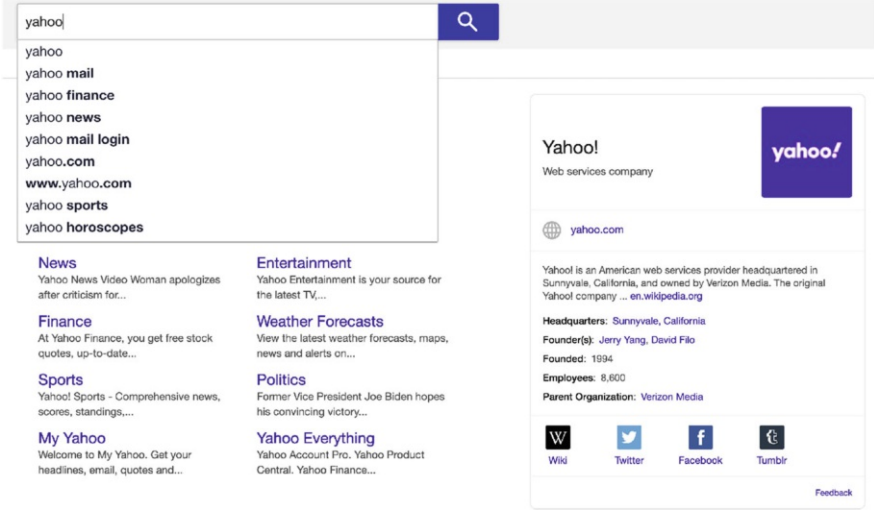 yahoo
yahoo
yahoo mail
yahoo finance
yahoo news
yahoo mail login
yahoo.com
www.yahoo.com
yahoo sports
yahoo horoscopes
News
Yahoo News Video Woman apologizes
after criticism for...
Finance
At Yahoo Finance, you get free stock
quotes, up-to-date...
Sports
Yahoo! Sports - Comprehensive news,
scores, standings,...
My Yahoo
Welcome to My Yahoo. Get your
headlines, email, quotes and...
Entertainment
Yahoo Entertainment is your source for
the latest TV,...
Weather Forecasts
View the latest weather forecasts, maps,
news and alerts on...
Politics
Former Vice President Joe Biden hopes
his convincing victory...
Yahoo Everything
Yahoo Account Pro. Yahoo Product
Central. Yahoo Finance...
Yahoo!
Web services company
yahoo!
yahoo.com
Yahoo! is an American web services provider headquartered in
Sunnyvale, California, and owned by Verizon Media. The original
Yahoo! company ... en.wikipedia.org
Headquarters: Sunnyvale, California
Founder(s): Jerry Yang, David Filo
Founded: 1994
Employees: 8,600
Parent Organization: Verizon Media
W
Wiki
Twitter
f
Facebook
t
Tumblr
Feedback